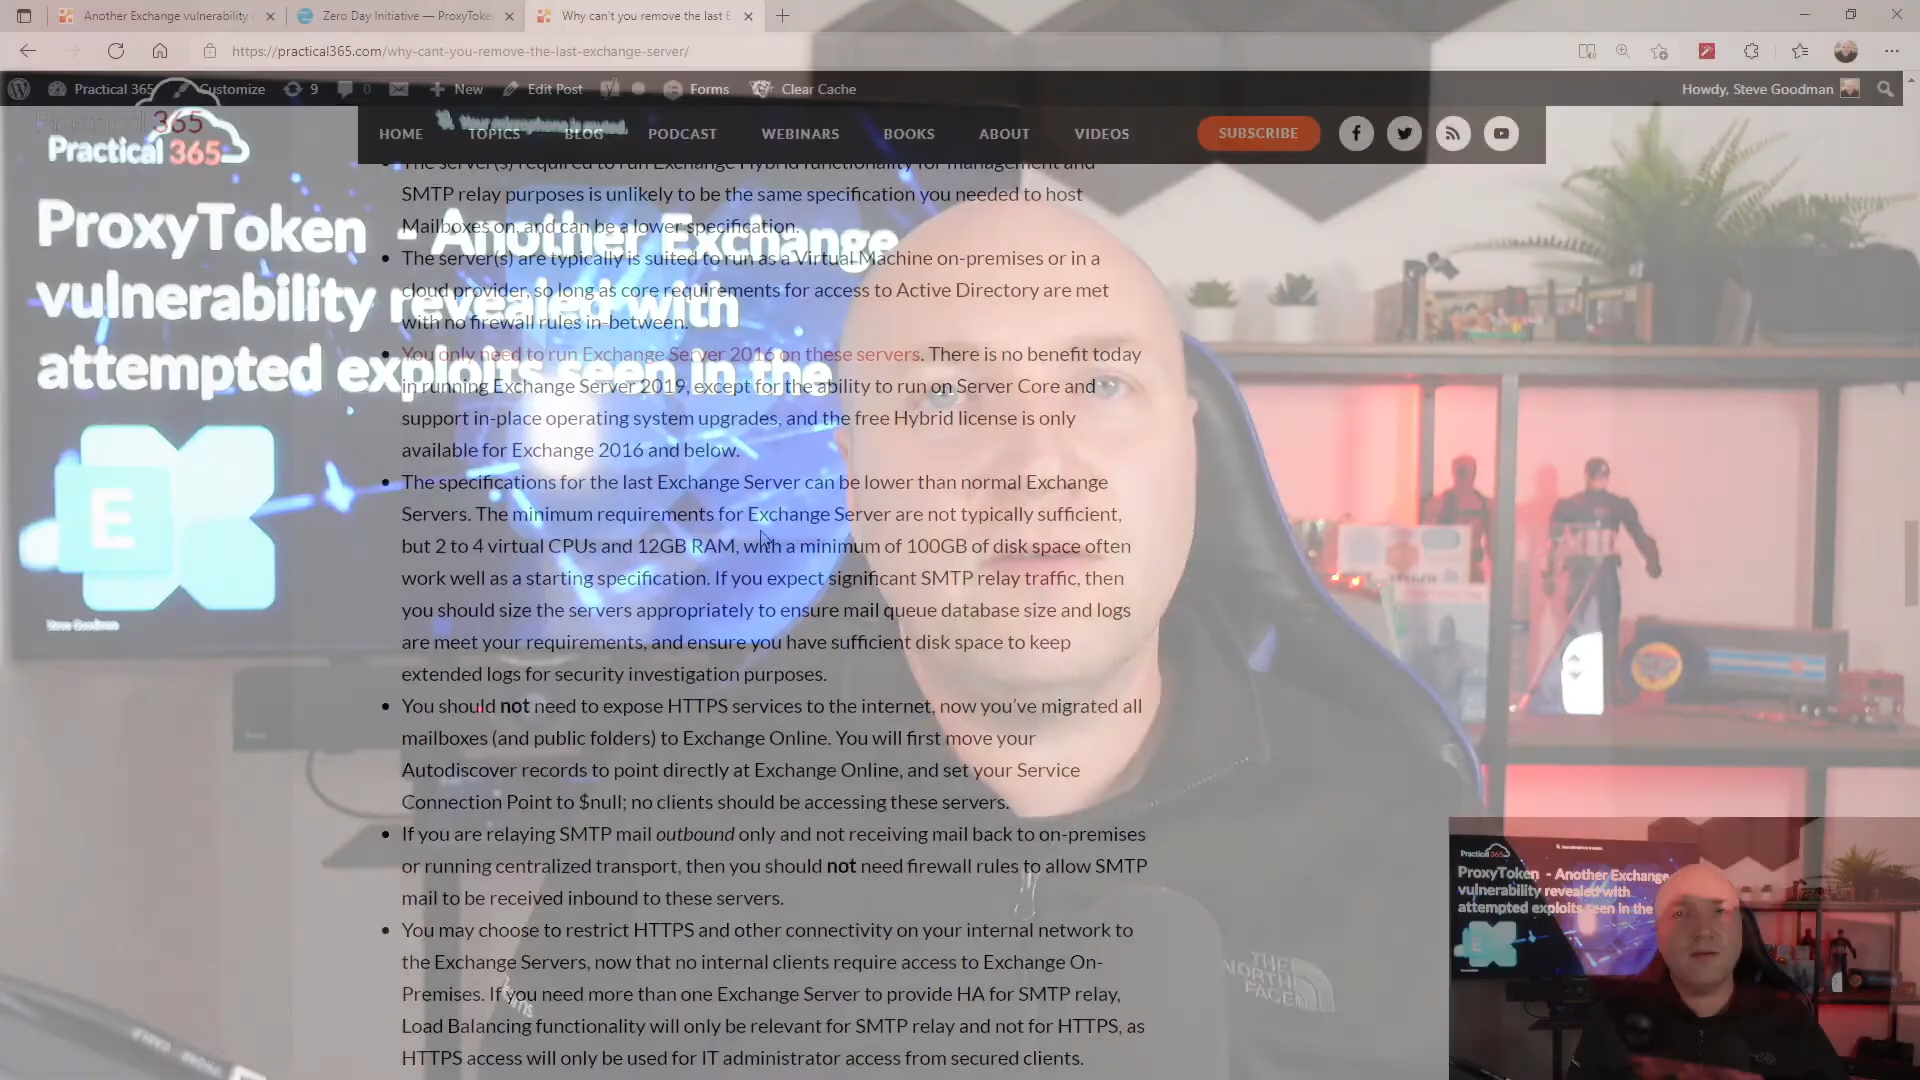 Another Exchange vulnerability
Zero Day Initiative — ProxyToke
Why can't you remove the last E
https://practical365.com/why-cant-you-remove-the-last-exchange-server/
Practical 365
Customize
9
0
New
Edit Post
Forms
Clear Cache
Howdy, Steve Goodman
Practical 365
HOME
TOPICS
BLOG
PODCAST
WEBINARS
BOOKS
ABOUT
VIDEOS
SUBSCRIBE
Practical 365
ProxyToken - Another Exchange
vulnerability revealed with
attempted exploits seen in the
E
Steve Goodman
The server(s) required to run Exchange Hybrid functionality for management and
SMTP relay purposes is unlikely to be the same specification you needed to host
Mailboxes on, and can be a lower specification.
The server(s) are typically is suited to run as a Virtual Machine on-premises or in a
cloud provider, so long as core requirements for access to Active Directory are met
with no firewall rules in-between.
You only need to run Exchange Server 2016 on these servers. There is no benefit today
in running Exchange Server 2019, except for the ability to run on Server Core and
support in-place operating system upgrades, and the free Hybrid license is only
available for Exchange 2016 and below.
The specifications for the last Exchange Server can be lower than normal Exchange
Servers. The minimum requirements for Exchange Server are not typically sufficient,
but 2 to 4 virtual CPUs and 12GB RAM, with a minimum of 100GB of disk space often
work well as a starting specification. If you expect significant SMTP relay traffic, then
you should size the servers appropriately to ensure mail queue database size and logs
are meet your requirements, and ensure you have sufficient disk space to keep
extended logs for security investigation purposes.
You should not need to expose HTTPS services to the internet, now you've migrated all
mailboxes (and public folders) to Exchange Online. You will first move your
Autodiscover records to point directly at Exchange Online, and set your Service
Connection Point to $null; no clients should be accessing these servers.
If you are relaying SMTP mail outbound only and not receiving mail back to on-premises
or running centralized transport, then you should not need firewall rules to allow SMTP
mail to be received inbound to these servers.
You may choose to restrict HTTPS and other connectivity on your internal network to
the Exchange Servers, now that no internal clients require access to Exchange On-
Premises. If you need more than one Exchange Server to provide HA for SMTP relay,
Load Balancing functionality will only be relevant for SMTP relay and not for HTTPS, as
HTTPS access will only be used for IT administrator access from secured clients.
THE
NORTH
FACE
Practical 365
ProxyToken - Another Exchange
vulnerability revealed with
attempted exploits seen in the